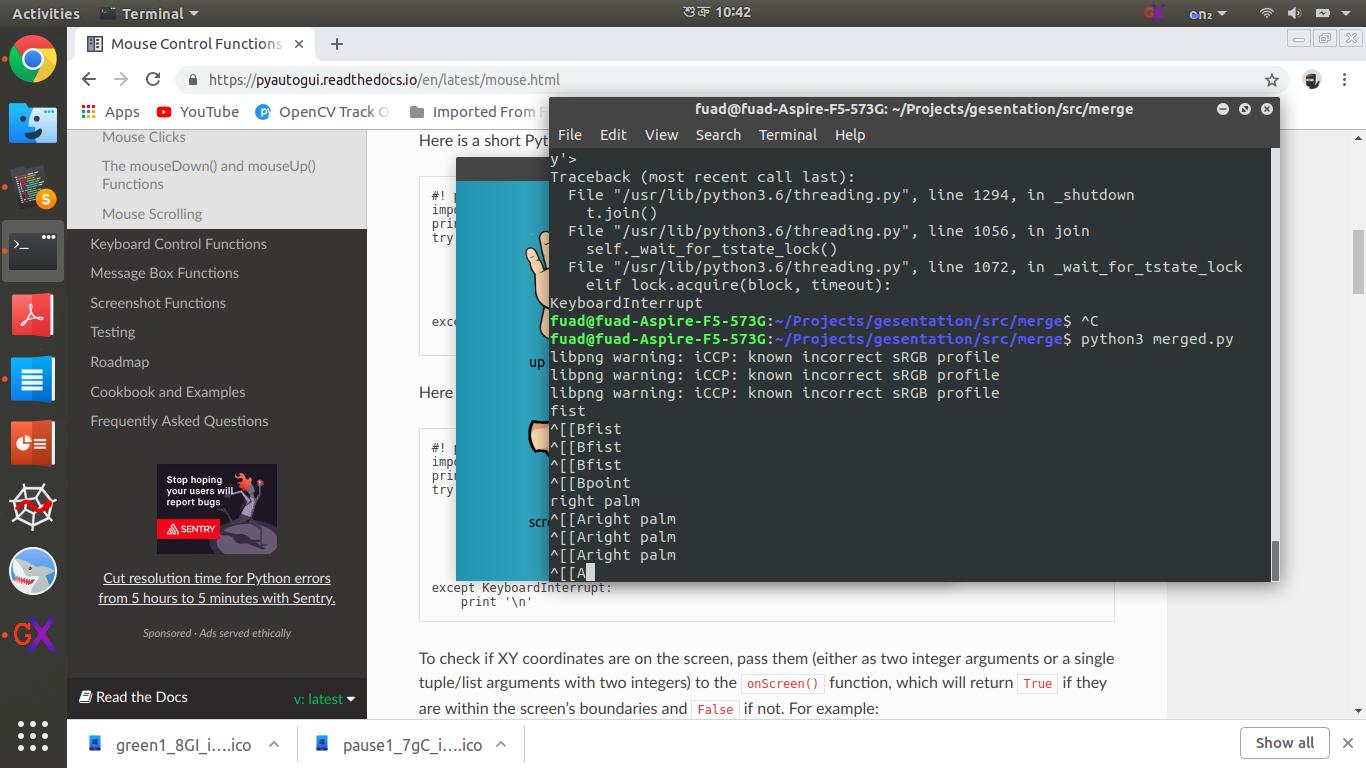 Activities
Terminal
শুক্র 10:42
en₂
Mouse Control Functions
https://pyautogui.readthedocs.io/en/latest/mouse.html
Apps
YouTube
OpenCV Track O
Imported From F
Mouse Clicks
The mouseDown() and mouseUp()
Functions
Mouse Scrolling
Keyboard Control Functions
Message Box Functions
Screenshot Functions
Testing
Roadmap
Cookbook and Examples
Frequently Asked Questions
Stop hoping
your users will
report bugs
SENTRY
Cut resolution time for Python errors
from 5 hours to 5 minutes with Sentry.
Sponsored · Ads served ethically
Read the Docs
v: latest
Here is a short Pyt
#! p
impo
prin
try
exce
Here
#! p
impo
prin
try
up
scre
except KeyboardInterrupt:
print '\n'
To check if XY coordinates are on the screen, pass them (either as two integer arguments or a single
tuple/list arguments with two integers) to the onScreen() function, which will return True if they
are within the screen's boundaries and False if not. For example:
fuad@fuad-Aspire-F5-573G: ~/Projects/gesentation/src/merge
File Edit View Search Terminal Help
y'>
Traceback (most recent call last):
File "/usr/lib/python3.6/threading.py", line 1294, in _shutdown
t.join()
File "/usr/lib/python3.6/threading.py", line 1056, in join
self._wait_for_tstate_lock()
File "/usr/lib/python3.6/threading.py", line 1072, in _wait_for_tstate_lock
elif lock.acquire(block, timeout):
KeyboardInterrupt
fuad@fuad-Aspire-F5-573G:~/Projects/gesentation/src/merge$ ^C
fuad@fuad-Aspire-F5-573G:~/Projects/gesentation/src/merge$ python3 merged.py
libpng warning: iCCP: known incorrect sRGB profile
libpng warning: iCCP: known incorrect sRGB profile
libpng warning: iCCP: known incorrect sRGB profile
fist
^[[Bfist
^[[Bfist
^[[Bfist
^[[Bpoint
right palm
^[[Aright palm
^[[Aright palm
^[[Aright palm
^[[A
GX
green1_8GI_i....ico
pause1_7gC_i....ico
Show all